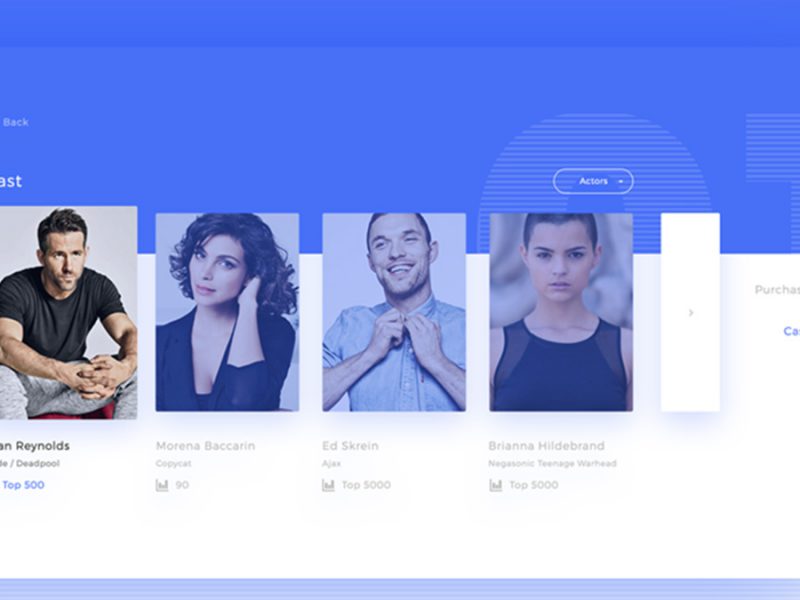 Back
ast
Actors
an Reynolds
de / Deadpool
Top 500
Morena Baccarin
Copycat
90
Ed Skrein
Ajax
Top 5000
Brianna Hildebrand
Negasonic Teenage Warhead
Top 5000
Purchas
Ca